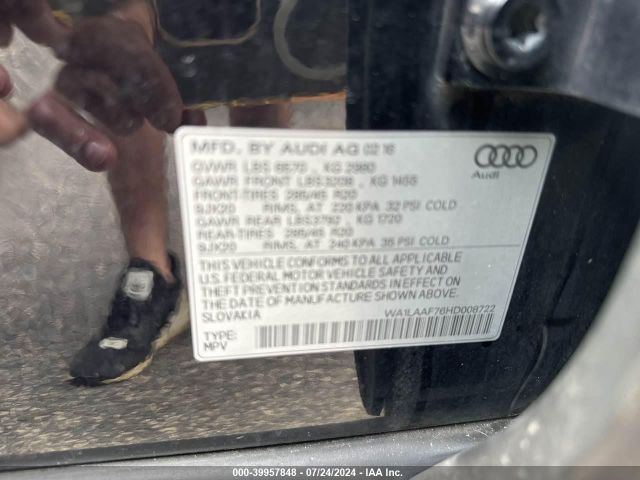 MFD. BY AUDI AG 02 16
GVWR LBS 6570 , KG 2980
GAWR FRONT LBS 3208 , KG 1455
FRONT-TIRES 285/45 R20
9JX20 RIMS, AT 220 KPA 32 PSI COLD
GAWR REAR LBS 3792 , KG 1720
REAR-TIRES 285/45 R20
9JX20 RIMS, AT 240 KPA 35 PSI COLD
Audi
THIS VEHICLE CONFORMS TO ALL APPLICABLE
U.S. FEDERAL MOTOR VEHICLE SAFETY AND
THEFT PREVENTION STANDARDS IN EFFECT ON
THE DATE OF MANUFACTURE SHOWN ABOVE.
SLOVAKIA WA1LAAF76HD008722
TYPE:
MPV
000-39957848 - 07/24/2024 - IAA Inc.